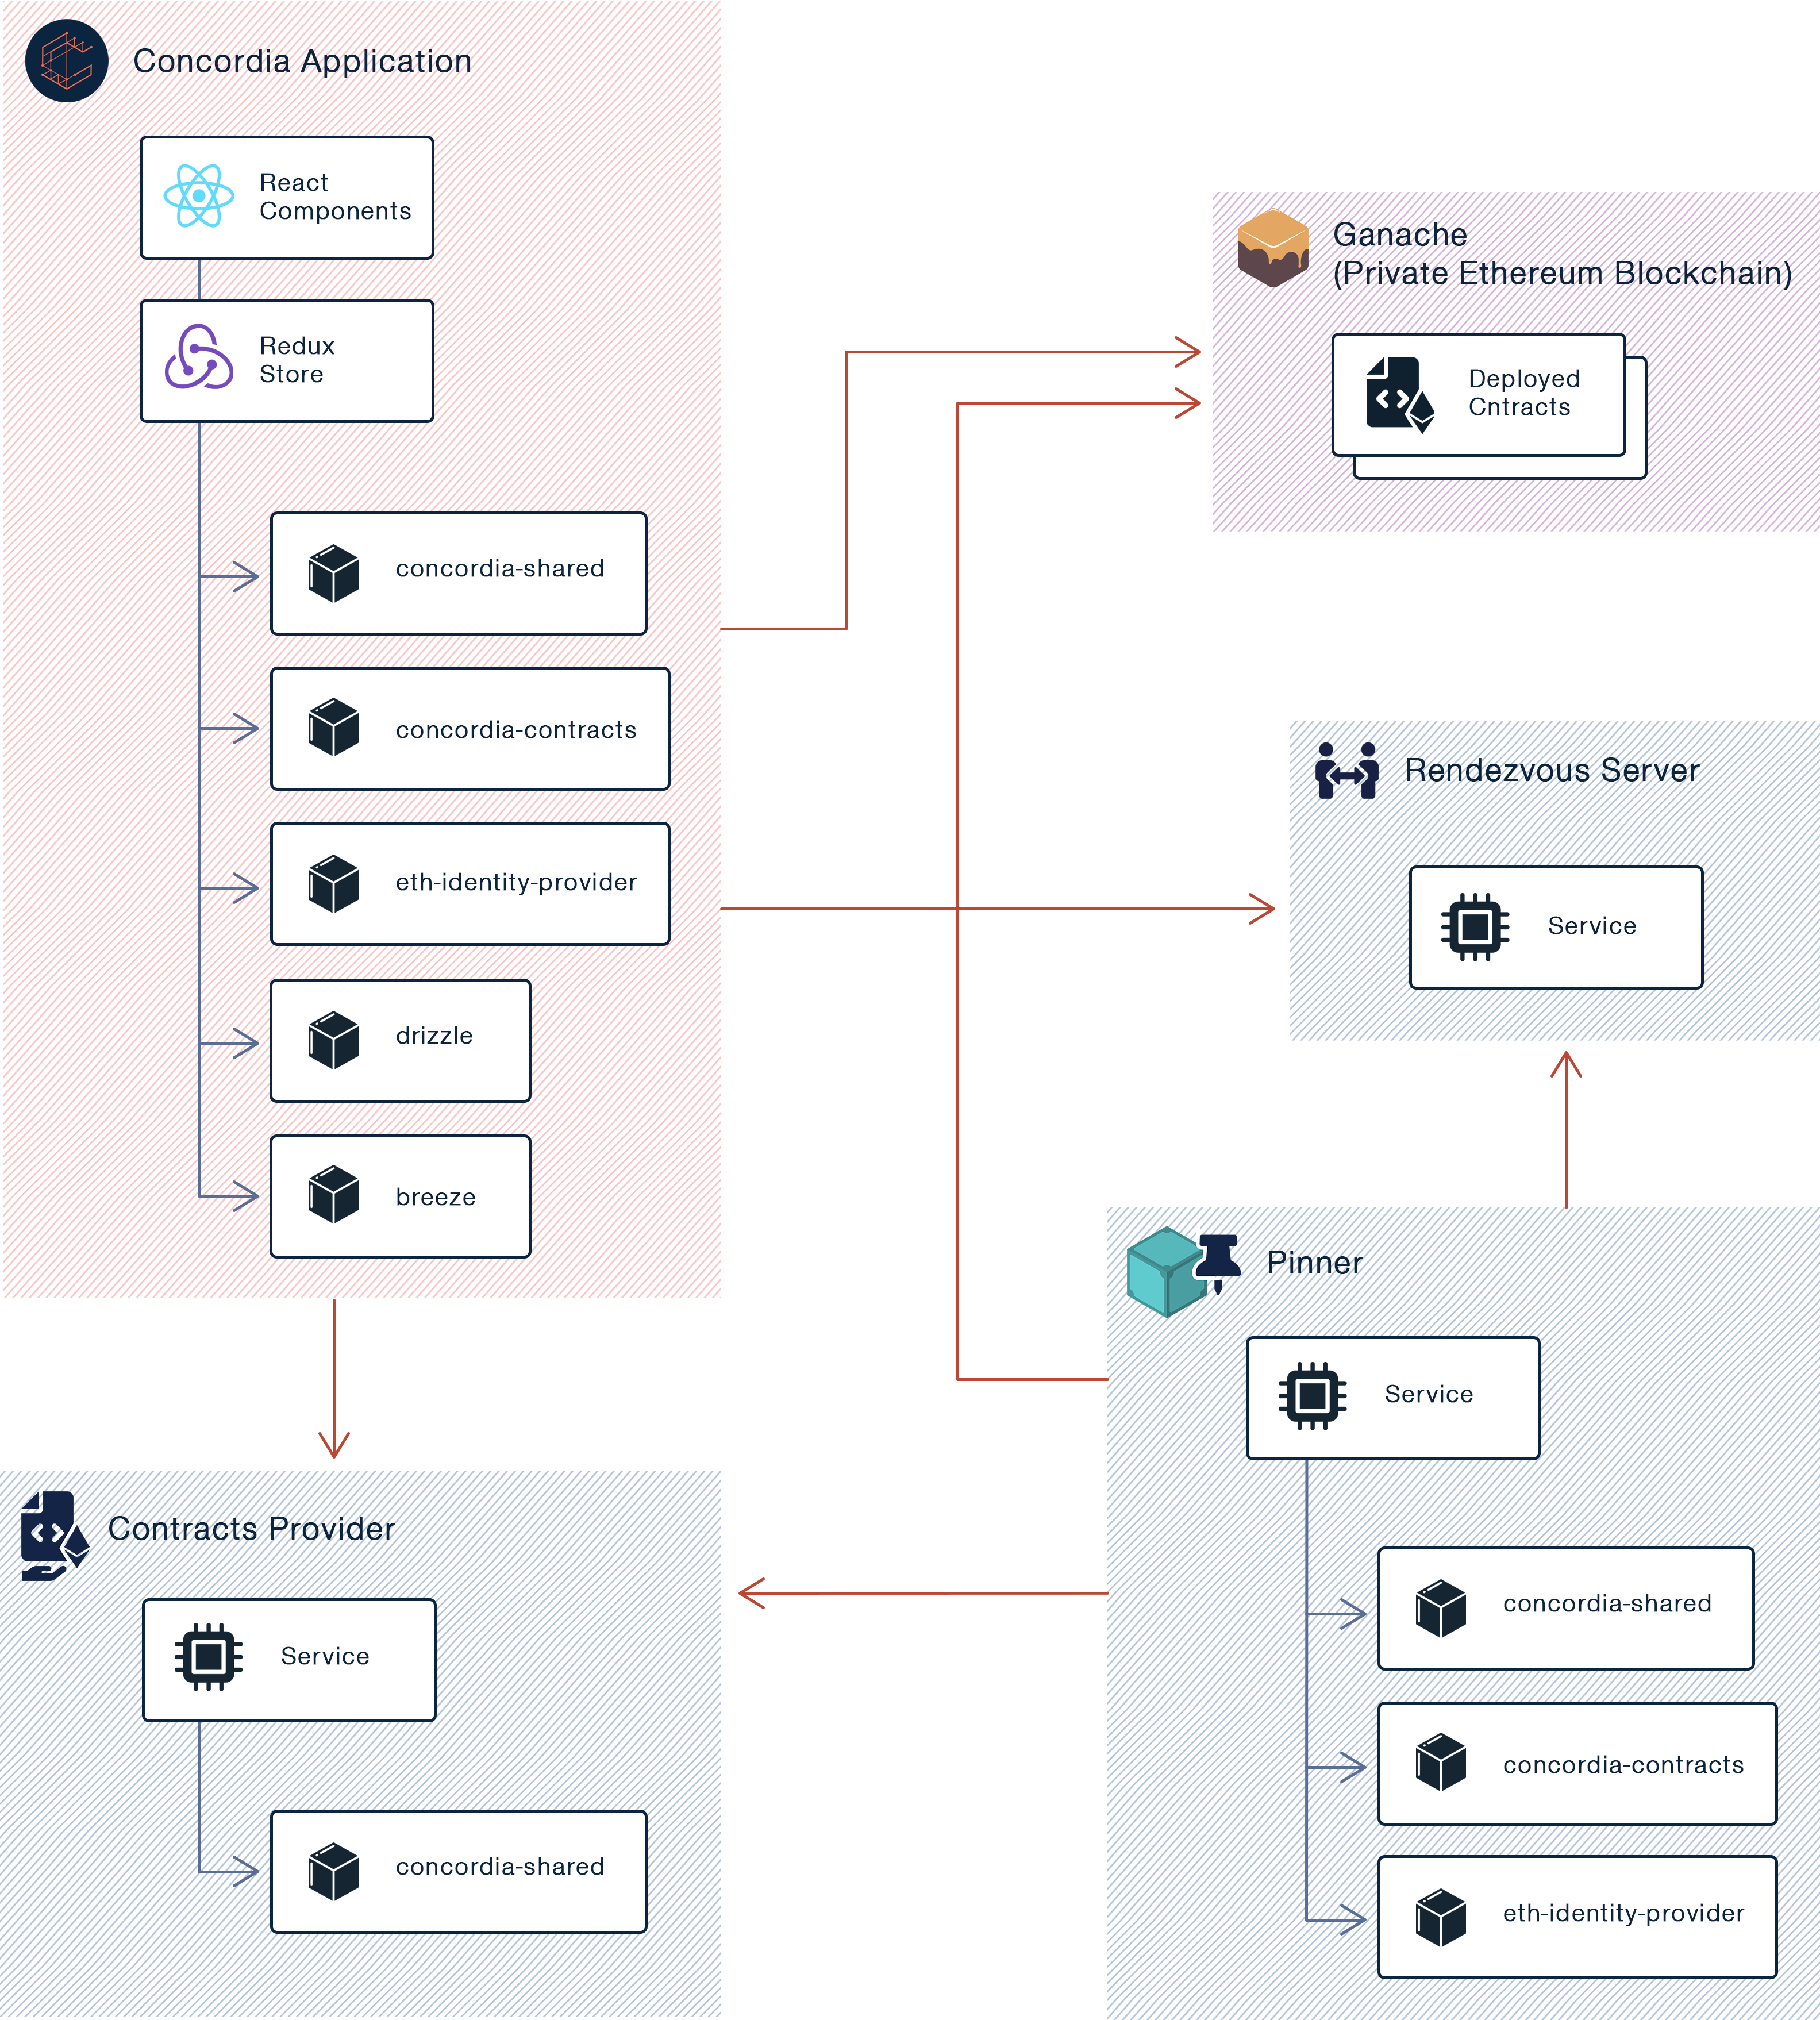 Concordia Application
React
Components
Redux
Store
concordia-shared
concordia-contracts
eth-identity-provider
drizzle
breeze
Ganache
(Private Ethereum Blockchain)
Deployed
Cntracts
Rendezvous Server
Service
Pinner
Service
concordia-shared
concordia-contracts
eth-identity-provider
Contracts Provider
Service
concordia-shared